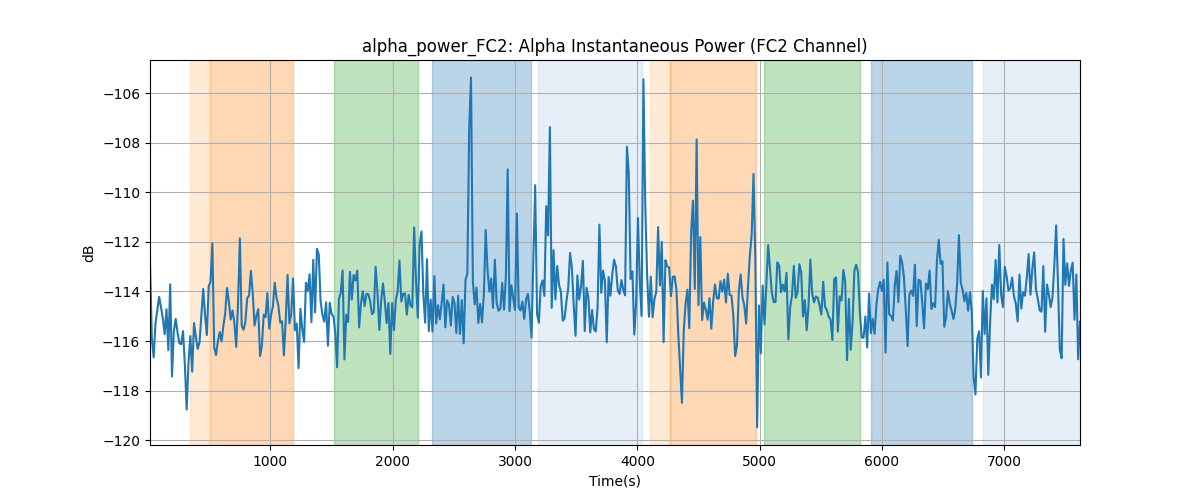 alpha_power_FC2: Alpha Instantaneous Power (FC2 Channel)
−106
−108
−110
−112
−114
−116
−118
−120
dB
1000 2000 3000 4000 5000 6000 7000
Time(s)